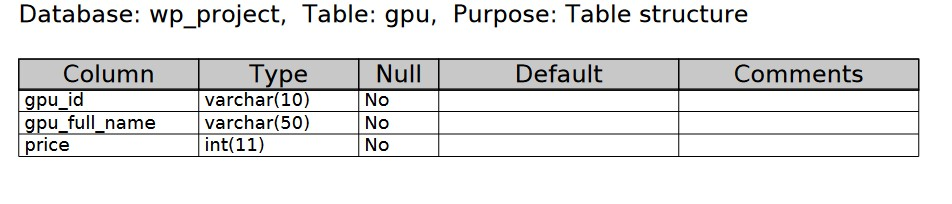 Database: wp_project, Table: gpu, Purpose: Table structure
Column Type Null Default Comments
gpu_id varchar(10) No
gpu_full_name varchar(50) No
price int(11) No